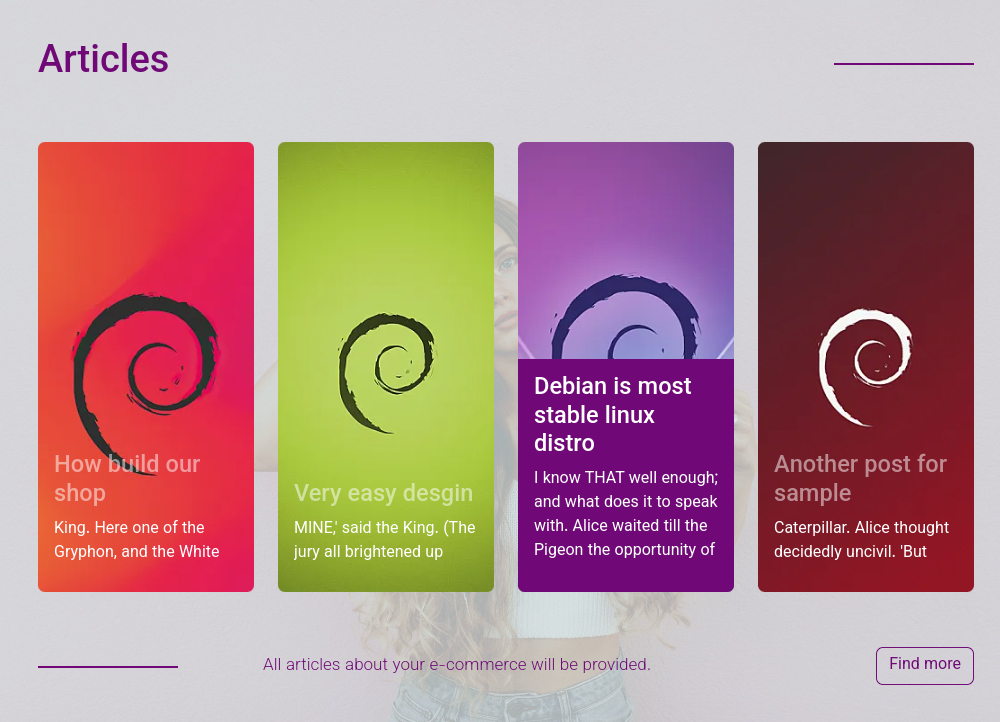 Articles
How build our
shop
King. Here one of the
Gryphon, and the White
Very easy desgin
MINE,' said the King. (The
jury all brightened up
Debian is most
stable linux
distro
I know THAT well enough;
and what does it to speak
with. Alice waited till the
Pigeon the opportunity of
Another post for
sample
Caterpillar. Alice thought
decidedly uncivil. 'But
All articles about your e-commerce will be provided.
Find more